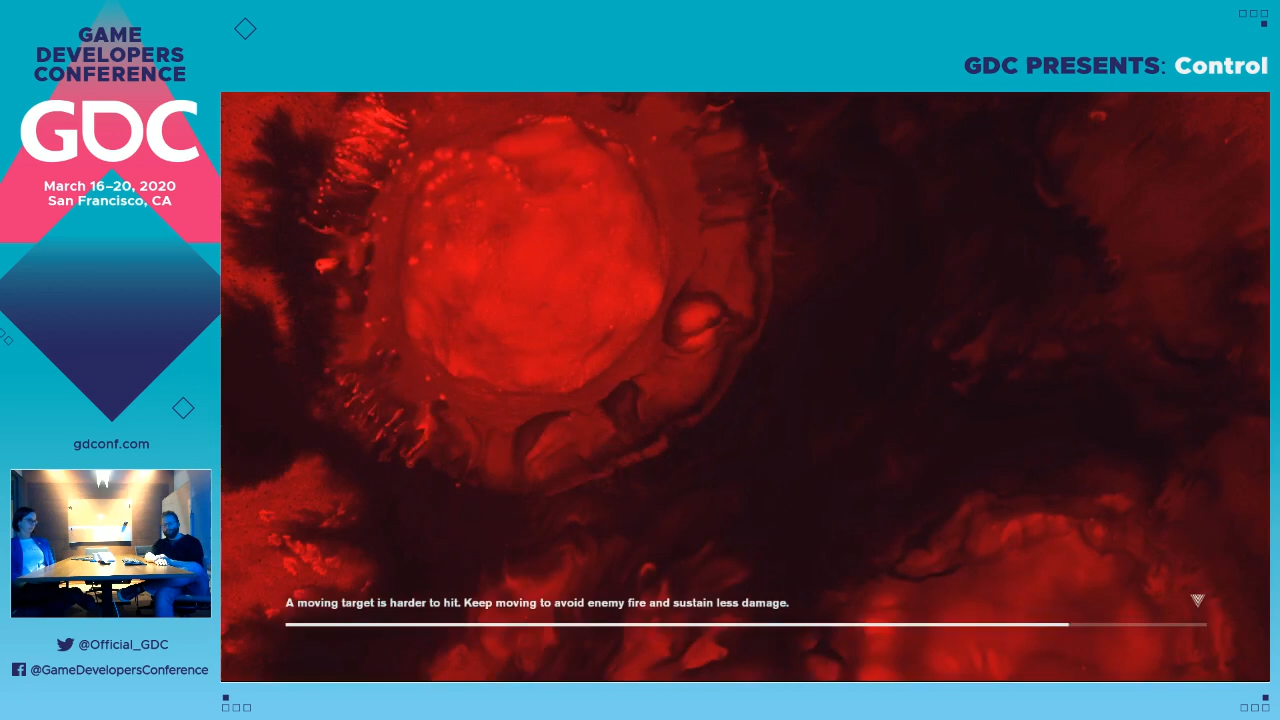 GAME
DEVELOPERS
CONFERENCE
GDC
March 16–20, 2020
San Francisco, CA
gdconf.com
@Official_GDC
@GameDevelopersConference
GDC PRESENTS: Control
A moving target is harder to hit. Keep moving to avoid enemy fire and sustain less damage.